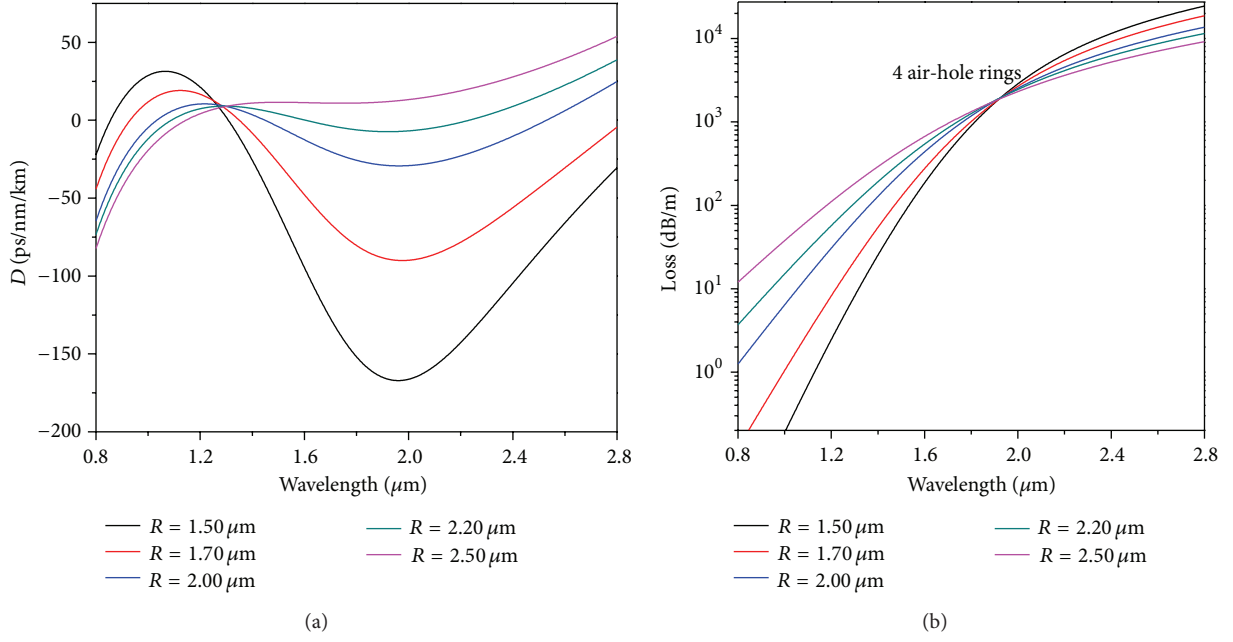 50
0
−50
−100
−150
−200
D (ps/nm/km)
0.8
1.2
1.6
2.0
2.4
2.8
Wavelength (μm)
R = 1.50 μm
R = 1.70 μm
R = 2.00 μm
R = 2.20 μm
R = 2.50 μm
(a)
4 air-hole rings
10^4
10^3
10^2
10^1
10^0
Loss (dB/m)
0.8
1.2
1.6
2.0
2.4
2.8
Wavelength (μm)
R = 1.50 μm
R = 1.70 μm
R = 2.00 μm
R = 2.20 μm
R = 2.50 μm
(b)